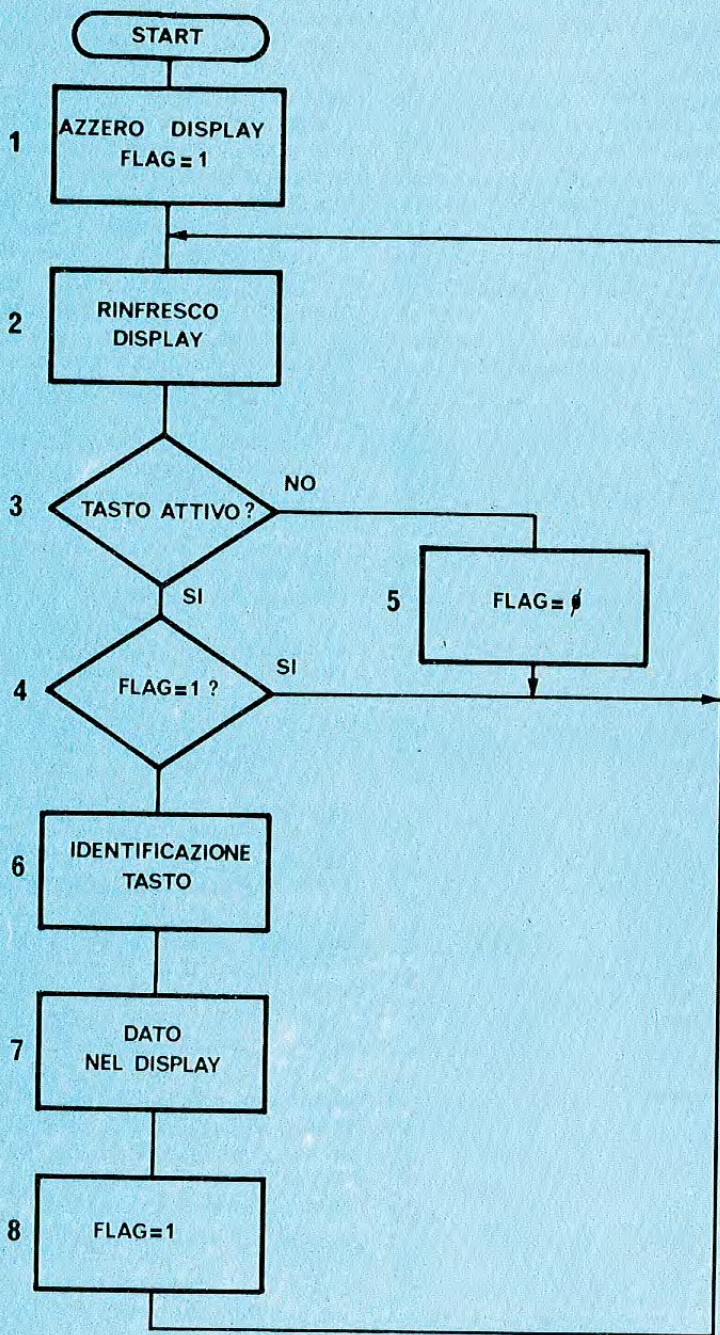 START
1
AZZERO DISPLAY
FLAG=1
2
RINFRESCO
DISPLAY
3
TASTO ATTIVO?
NO
SI
5
FLAG=0
4
FLAG=1 ?
SI
6
IDENTIFICAZIONE
TASTO
7
DATO
NEL DISPLAY
8
FLAG=1